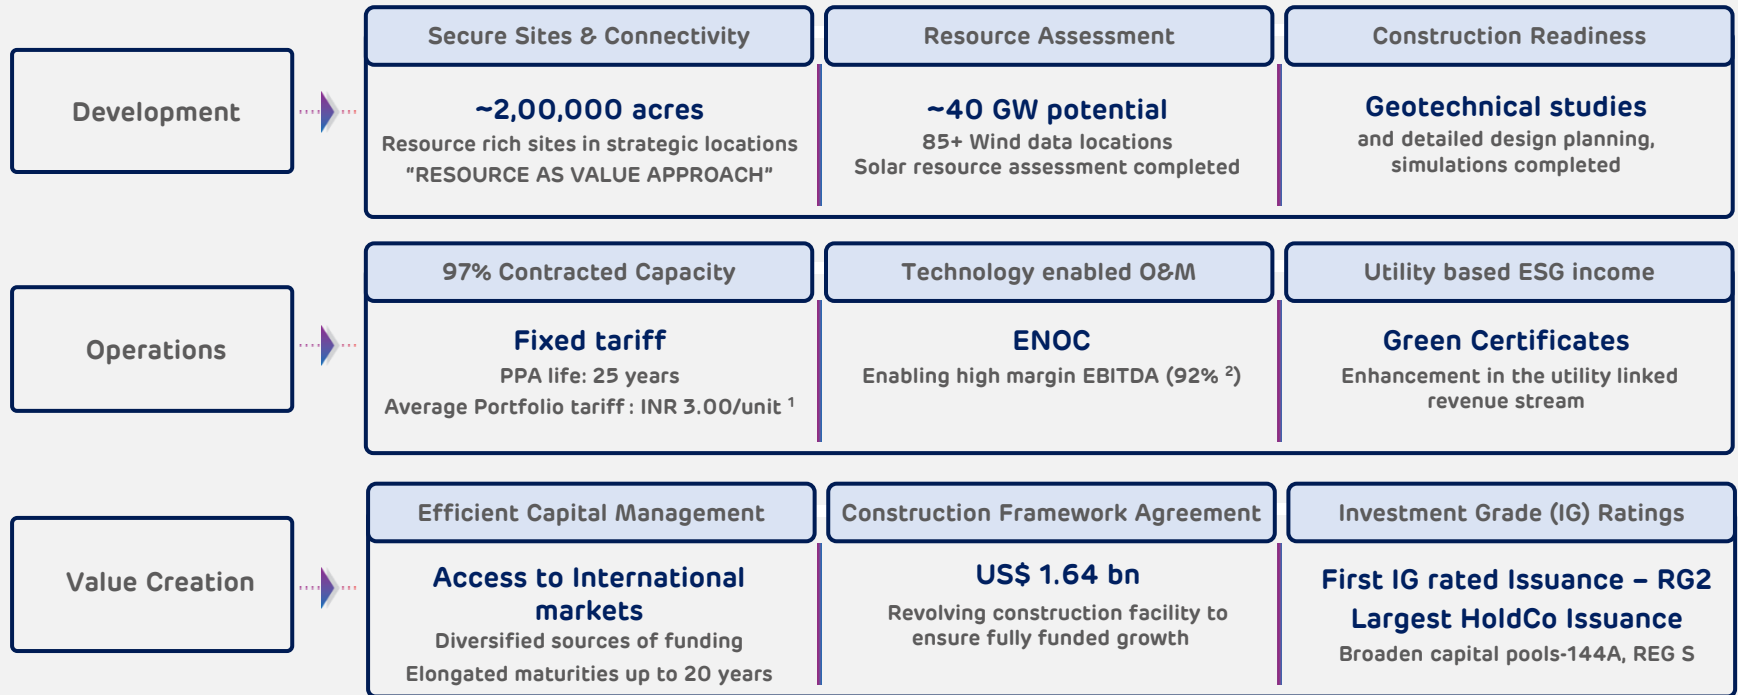 Development
Secure Sites & Connectivity
~2,00,000 acres
Resource rich sites in strategic locations
"RESOURCE AS VALUE APPROACH"
Resource Assessment
~40 GW potential
85+ Wind data locations
Solar resource assessment completed
Construction Readiness
Geotechnical studies
and detailed design planning,
simulations completed
Operations
97% Contracted Capacity
Fixed tariff
PPA life: 25 years
Average Portfolio tariff : INR 3.00/unit 1
Technology enabled O&M
ENOC
Enabling high margin EBITDA (92% 2)
Utility based ESG income
Green Certificates
Enhancement in the utility linked
revenue stream
Value Creation
Efficient Capital Management
Access to International
markets
Diversified sources of funding
Elongated maturities up to 20 years
Construction Framework Agreement
US$ 1.64 bn
Revolving construction facility to
ensure fully funded growth
Investment Grade (IG) Ratings
First IG rated Issuance – RG2
Largest HoldCo Issuance
Broaden capital pools-144A, REG S